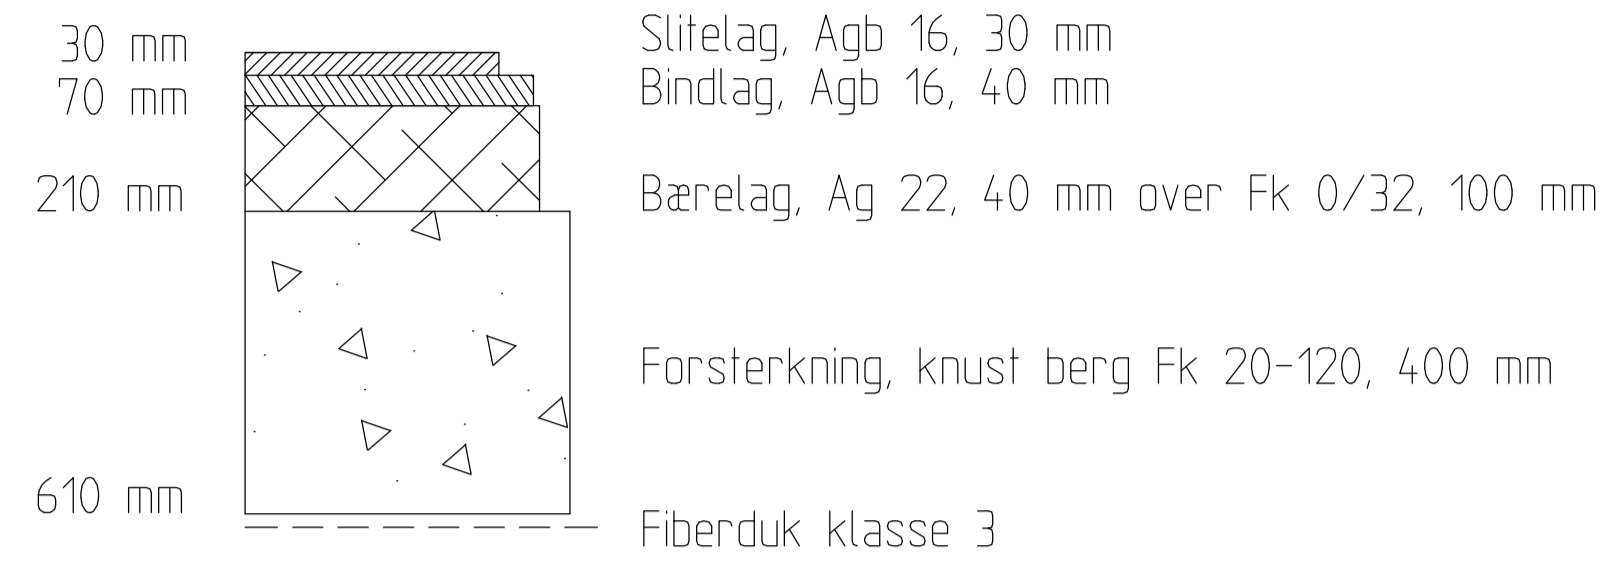 30 mm Slitelag, Agb 16, 30 mm
70 mm Bindlag, Agb 16, 40 mm
210 mm Bærelag, Ag 22, 40 mm over Fk 0/32, 100 mm
Forsterkning, knust berg Fk 20-120, 400 mm
610 mm
Fiberduk klasse 3